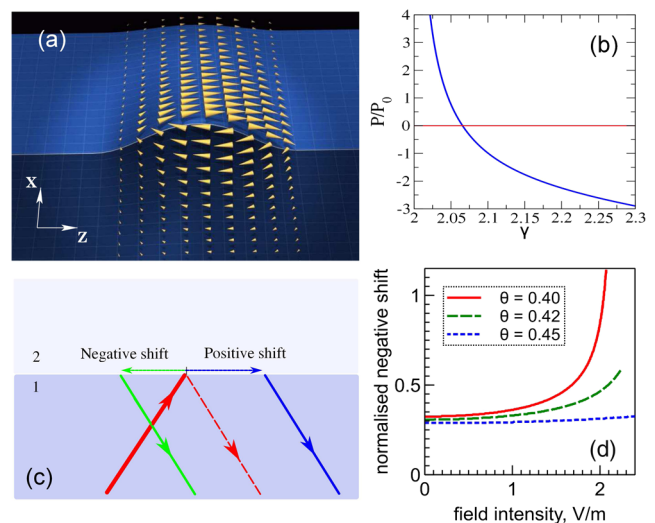 (a)
X
Z
(b)
P/P0
4
3
2
1
0
-1
-2
-3
2
2.05
2.1
2.15
2.2
2.25
2.3
γ
2
1
Negative shift
Positive shift
(c)
normalised negative shift
1
0.5
0
θ = 0.40
θ = 0.42
θ = 0.45
(d)
0
1
2
field intensity, V/m